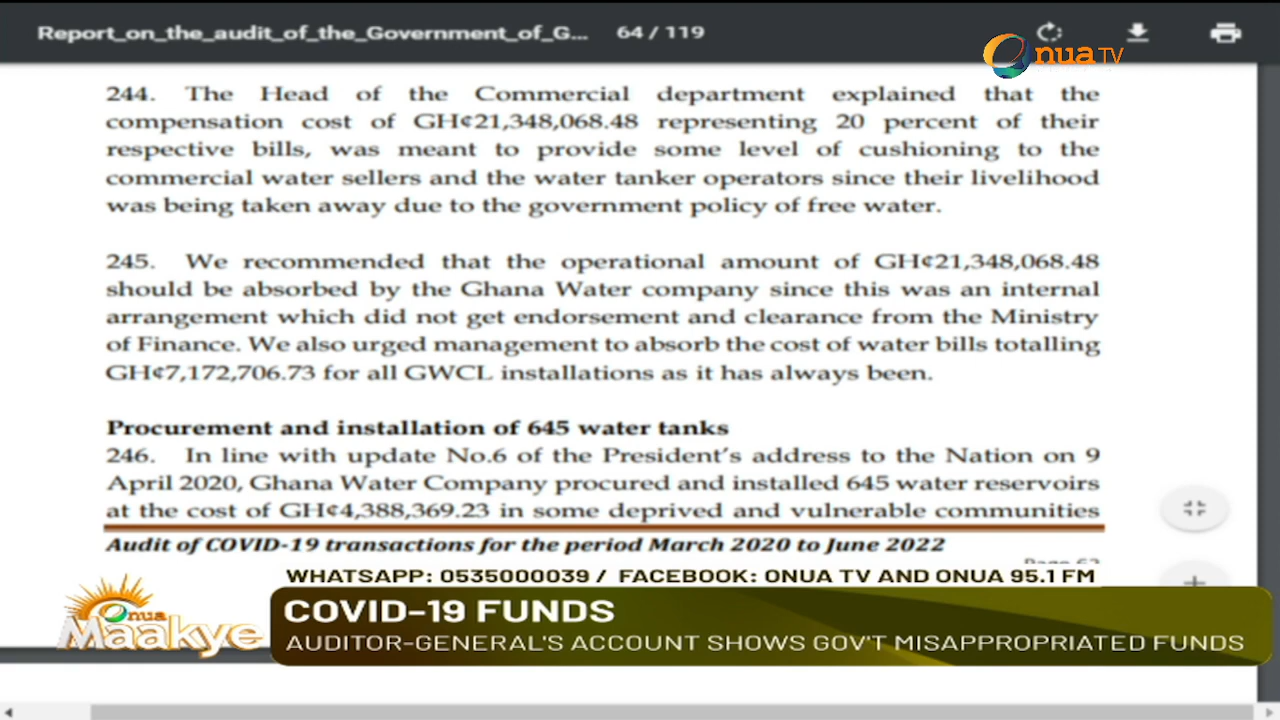 Report_on_the_audit_of_the_Government_of_G... 64 / 119
Onua TV
244. The Head of the Commercial department explained that the
compensation cost of GH¢21,348,068.48 representing 20 percent of their
respective bills, was meant to provide some level of cushioning to the
commercial water sellers and the water tanker operators since their livelihood
was being taken away due to the government policy of free water.
245. We recommended that the operational amount of GH¢21,348,068.48
should be absorbed by the Ghana Water company since this was an internal
arrangement which did not get endorsement and clearance from the Ministry
of Finance. We also urged management to absorb the cost of water bills totalling
GH¢7,172,706.73 for all GWCL installations as it has always been.
Procurement and installation of 645 water tanks
246. In line with update No.6 of the President's address to the Nation on 9
April 2020, Ghana Water Company procured and installed 645 water reservoirs
at the cost of GH¢4,388,369.23 in some deprived and vulnerable communities
Audit of COVID-19 transactions for the period March 2020 to June 2022
WHATSAPP: 0535000039 / FACEBOOK: ONUA TV AND ONUA 95.1 FM
Onua
Maakye
COVID-19 FUNDS
AUDITOR-GENERAL'S ACCOUNT SHOWS GOV'T MISAPPROPRIATED FUNDS